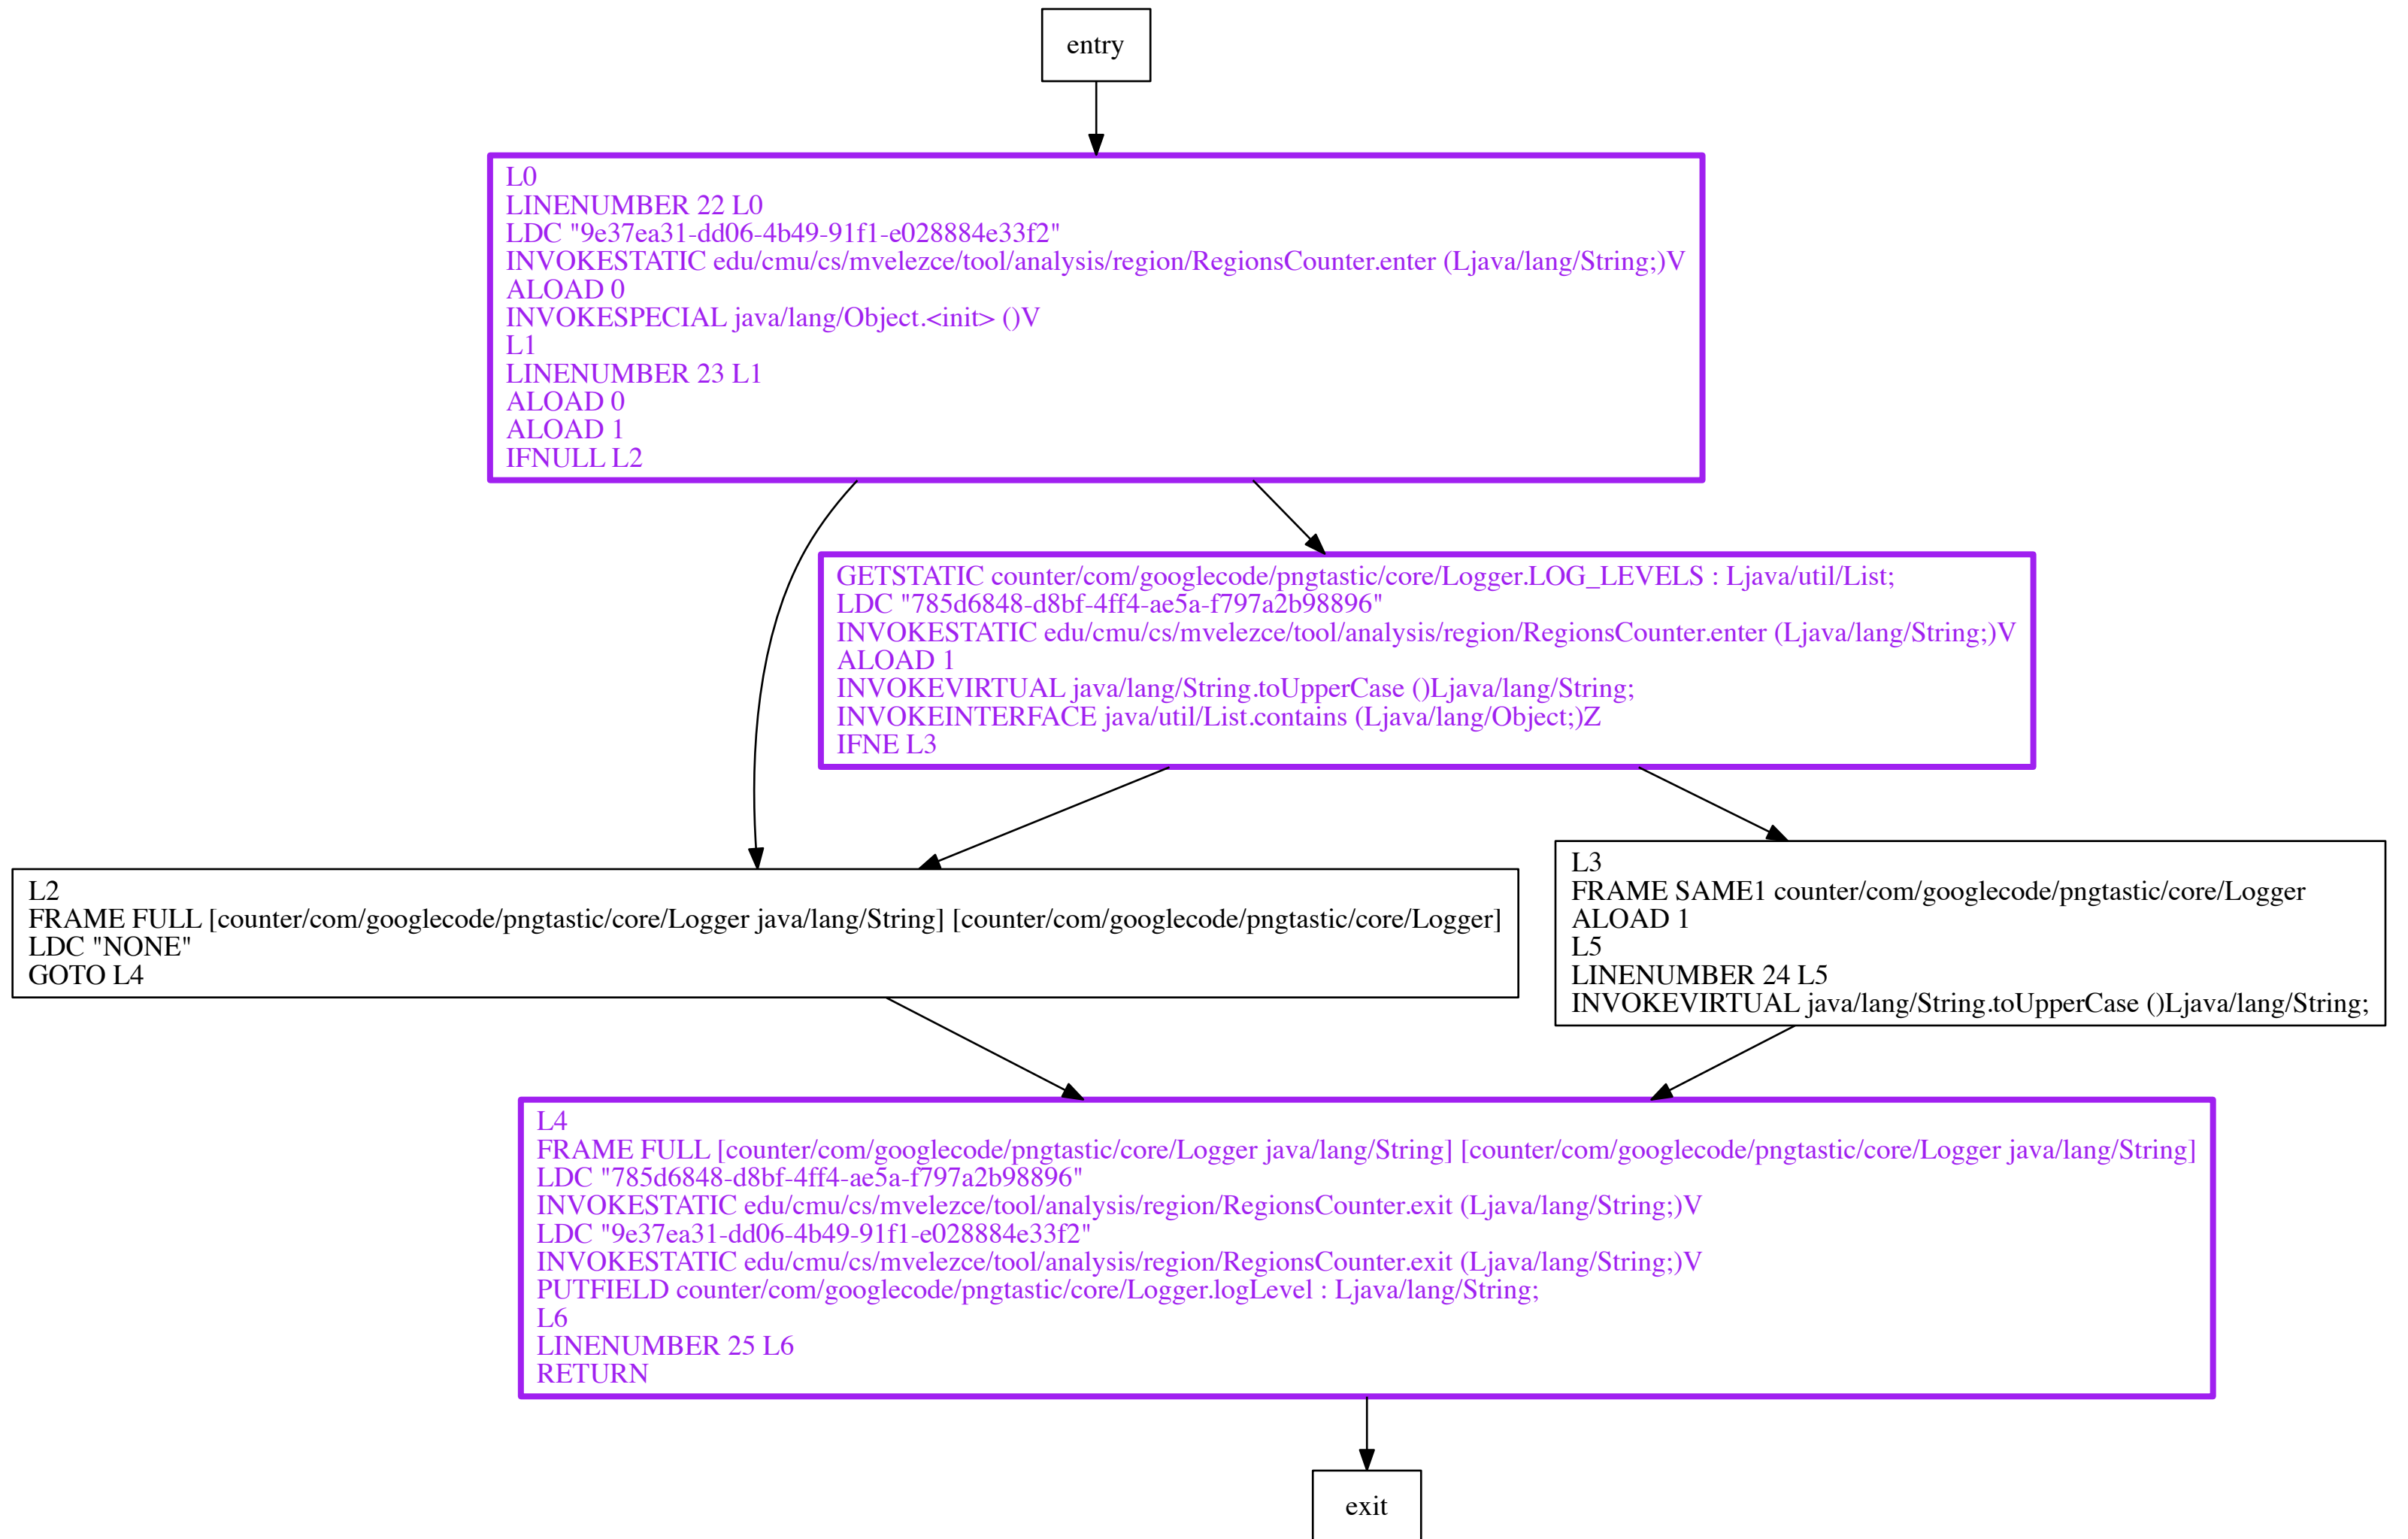 entry
L0
LINENUMBER 22 L0
LDC "9e37ea31-dd06-4b49-91f1-e028884e33f2"
INVOKESTATIC edu/cmu/cs/mvelezce/tool/analysis/region/RegionsCounter.enter (Ljava/lang/String;)V
ALOAD 0
INVOKESPECIAL java/lang/Object.<init> ()V
L1
LINENUMBER 23 L1
ALOAD 0
ALOAD 1
IFNULL L2
GETSTATIC counter/com/googlecode/pngtastic/core/Logger.LOG_LEVELS : Ljava/util/List;
LDC "785d6848-d8bf-4ff4-ae5a-f797a2b98896"
INVOKESTATIC edu/cmu/cs/mvelezce/tool/analysis/region/RegionsCounter.enter (Ljava/lang/String;)V
ALOAD 1
INVOKEVIRTUAL java/lang/String.toUpperCase ()Ljava/lang/String;
INVOKEINTERFACE java/util/List.contains (Ljava/lang/Object;)Z
IFNE L3
L2
FRAME FULL [counter/com/googlecode/pngtastic/core/Logger java/lang/String] [counter/com/googlecode/pngtastic/core/Logger]
LDC "NONE"
GOTO L4
L3
FRAME SAME1 counter/com/googlecode/pngtastic/core/Logger
ALOAD 1
L5
LINENUMBER 24 L5
INVOKEVIRTUAL java/lang/String.toUpperCase ()Ljava/lang/String;
L4
FRAME FULL [counter/com/googlecode/pngtastic/core/Logger java/lang/String] [counter/com/googlecode/pngtastic/core/Logger java/lang/String]
LDC "785d6848-d8bf-4ff4-ae5a-f797a2b98896"
INVOKESTATIC edu/cmu/cs/mvelezce/tool/analysis/region/RegionsCounter.exit (Ljava/lang/String;)V
LDC "9e37ea31-dd06-4b49-91f1-e028884e33f2"
INVOKESTATIC edu/cmu/cs/mvelezce/tool/analysis/region/RegionsCounter.exit (Ljava/lang/String;)V
PUTFIELD counter/com/googlecode/pngtastic/core/Logger.logLevel : Ljava/lang/String;
L6
LINENUMBER 25 L6
RETURN
exit